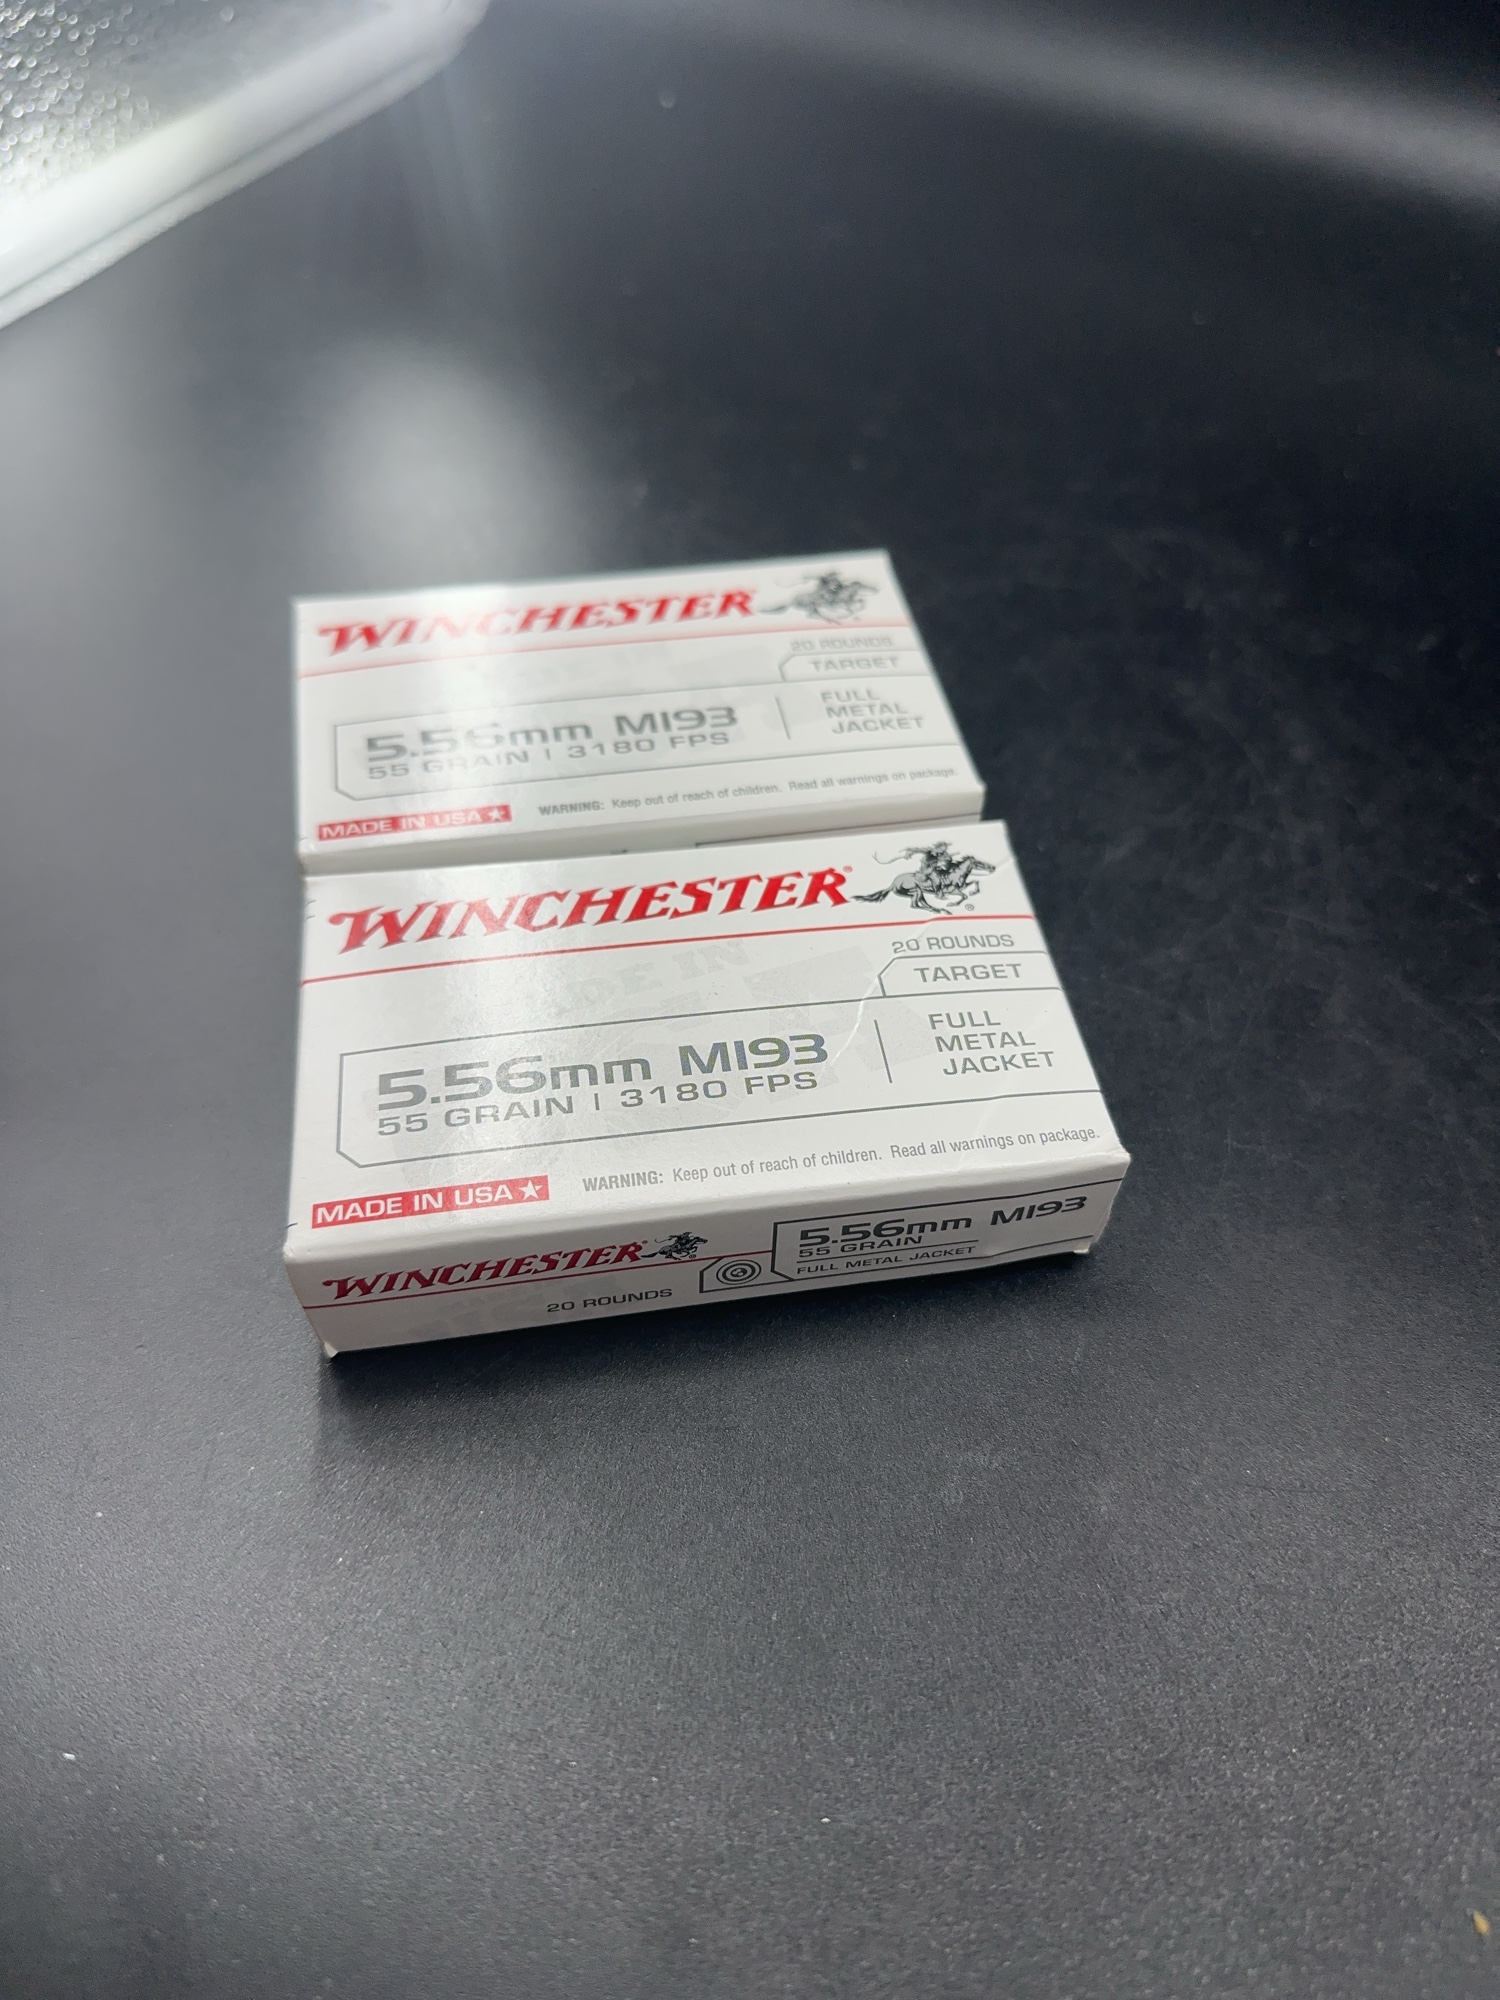 WINCHESTER
20 ROUNDS
TARGET
5.56mm M193
55 GRAIN | 3180 FPS
FULL
METAL
JACKET
MADE IN USA
WARNING: Keep out of reach of children. Read all warnings on package.
WINCHESTER®
®
20 ROUNDS
TARGET
5.56mm M193
55 GRAIN | 3180 FPS
FULL
METAL
JACKET
MADE IN USA
WARNING: Keep out of reach of children. Read all warnings on package.
WINCHESTER®
20 ROUNDS
5.56mm M193
55 GRAIN
FULL METAL JACKET